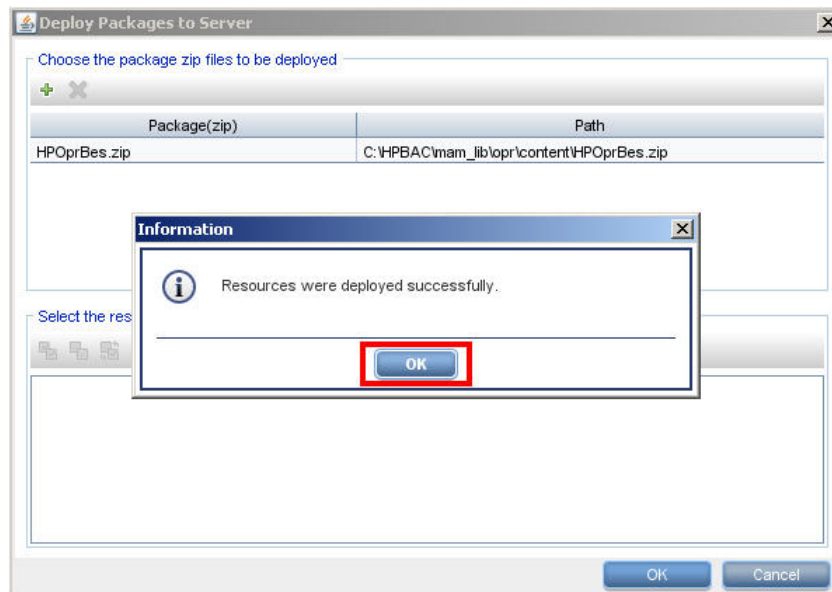 Deploy Packages to Server
Choose the package zip files to be deployed
Package(zip) Path
HPOprBes.zip C:\HPBAC\mam_lib\opr\content\HPOprBes.zip
Information
Resources were deployed successfully.
Select the res
OK
OK Cancel